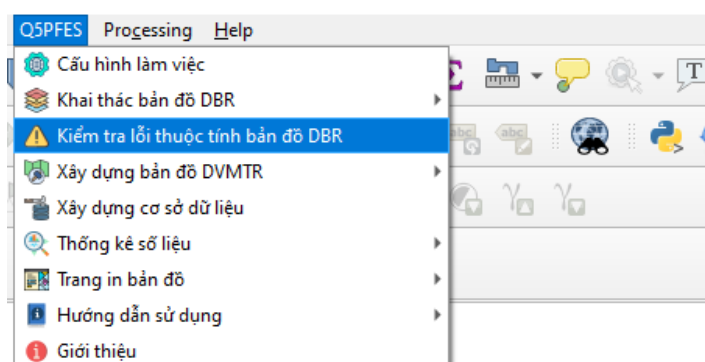 Q5PFES Processing Help
Cấu hình làm việc
Khai thác bản đồ DBR
Kiểm tra lỗi thuộc tính bản đồ DBR
Xây dựng bản đồ DVMTR
Xây dựng cơ sở dữ liệu
Thống kê số liệu
Trang in bản đồ
Hướng dẫn sử dụng
Giới thiệu